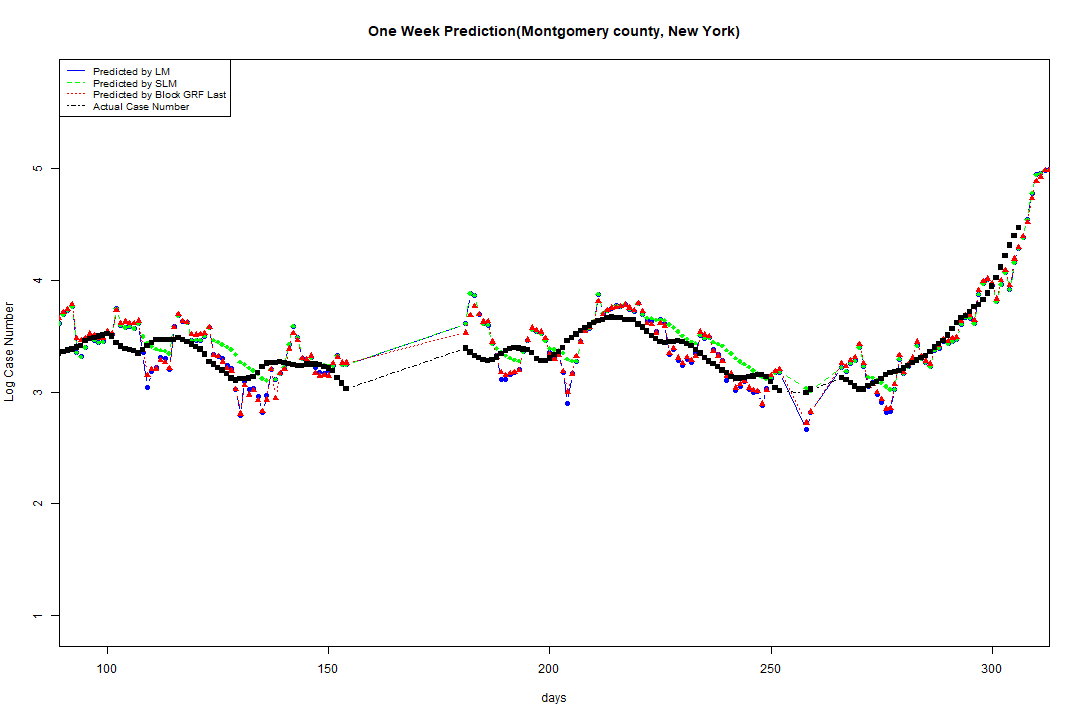 One Week Prediction(Montgomery county, New York)
Predicted by LM
Predicted by SLM
Predicted by Block GRF Last
Actual Case Number
5
4
3
2
1
Log Case Number
100 150 200 250 300
days